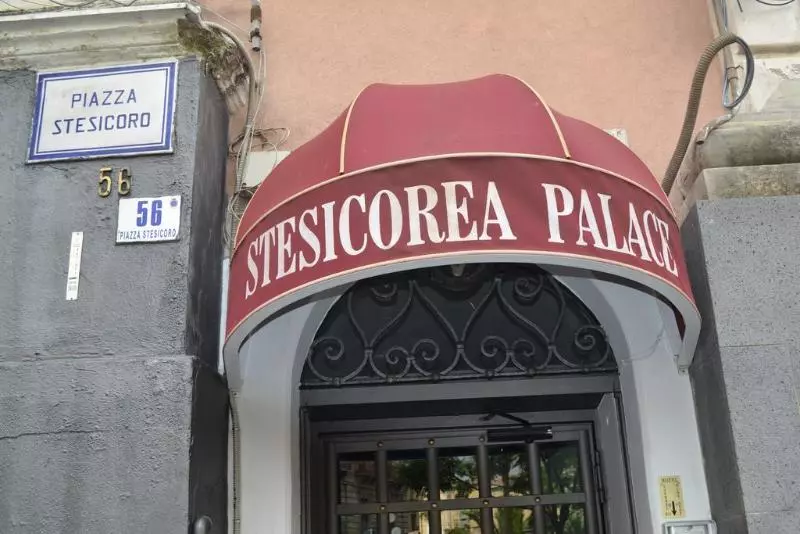 PIAZZA
STESICORO
56
56
PIAZZA STESICORO
STESICOREA PALACE